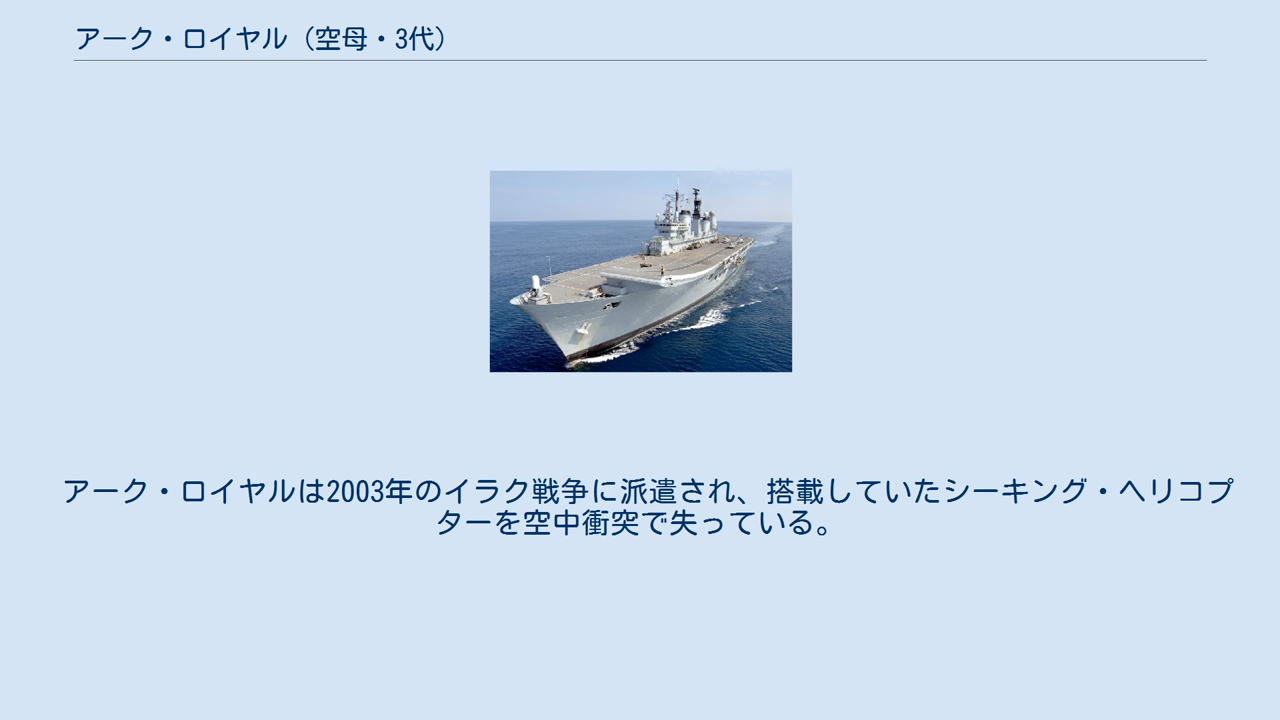 アーク・ロイヤル（空母・3代）
アーク・ロイヤルは2003年のイラク戦争に派遣され、搭載していたシーキング・ヘリコプ
ターを空中衝突で失っている。